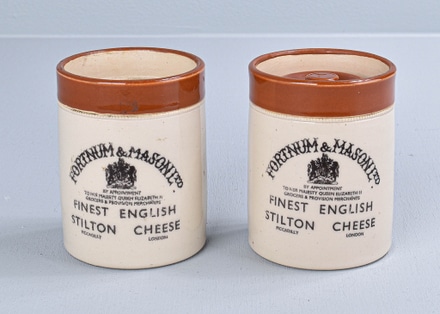 FORTNUM & MASON LTD
BY APPOINTMENT
TO HER MAJESTY QUEEN ELIZABETH II
GROCERS & PROVISION MERCHANTS
FINEST ENGLISH
STILTON CHEESE
PICCADILLY LONDON
FORTNUM & MASON LTD
BY APPOINTMENT
TO HER MAJESTY QUEEN ELIZABETH II
GROCERS & PROVISION MERCHANTS
FINEST ENGLISH
STILTON CHEESE
PICCADILLY LONDON